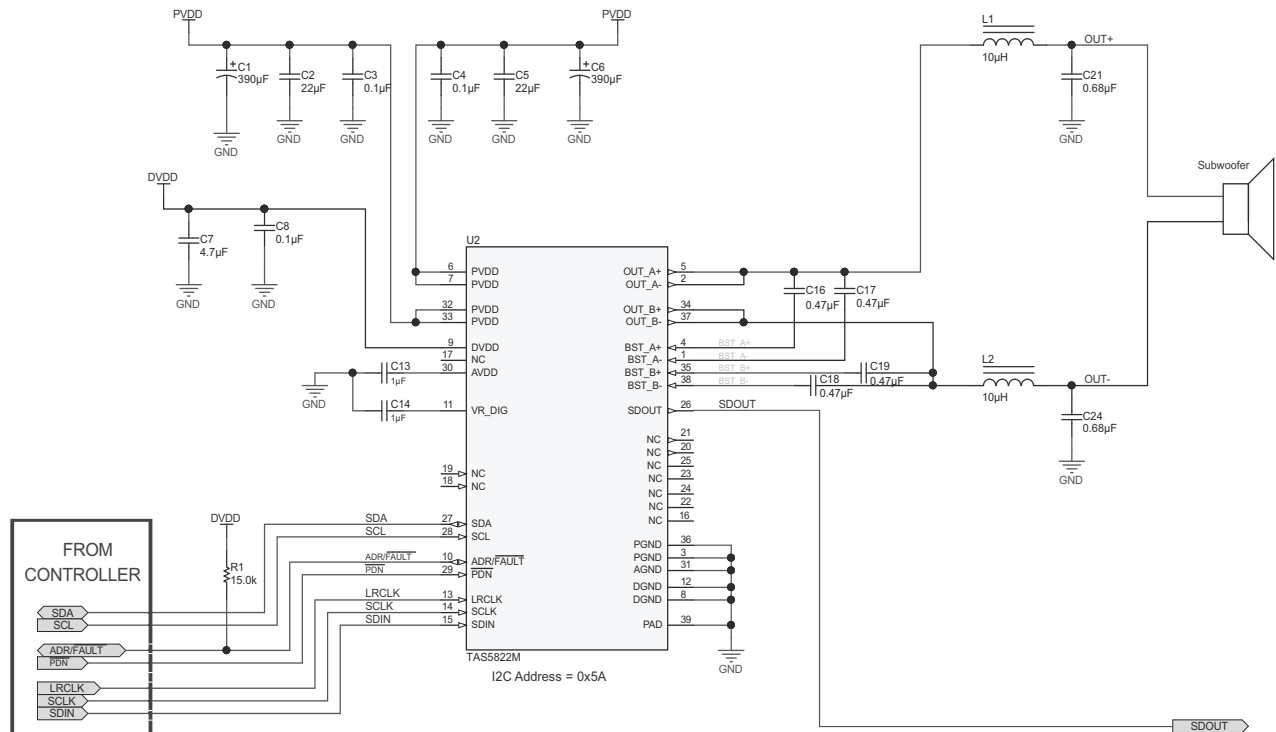 PVDD
PVDD
L1
10µH
OUT+
C1
390µF
C2
22µF
C3
0.1µF
C4
0.1µF
C5
22µF
C6
390µF
C21
0.68µF
GND
GND
GND
GND
GND
GND
GND
Subwoofer
DVDD
C7
4.7µF
C8
0.1µF
GND
GND
U2
6 PVDD
7 PVDD
32 PVDD
33 PVDD
9 DVDD
17 NC
30 AVDD
11 VR_DIG
19 NC
18 NC
27 SDA
28 SCL
10 ADR/FAULT
29 PDN
13 LRCLK
14 SCLK
15 SDIN
OUT_A+ 5
OUT_A- 2
OUT_B+ 34
OUT_B- 37
BST_A+ 4
BST_A- 1
BST_B+ 35
BST_B- 38
SDOUT 26
NC 21
NC 20
NC 25
NC 23
NC 24
NC 22
NC 16
PGND 36
PGND 3
AGND 31
DGND 12
DGND 8
PAD 39
TAS5822M
I2C Address = 0x5A
C16
0.47µF
C17
0.47µF
BST_A+
BST_A-
BST_B+
BST_B-
C19
0.47µF
C18
0.47µF
SDOUT
L2
10µH
OUT-
C24
0.68µF
GND
C13
1µF
C14
1µF
GND
GND
DVDD
R1
15.0k
SDA
SCL
ADR/FAULT
PDN
LRCLK
SCLK
SDIN
FROM
CONTROLLER
SDA
SCL
ADR/FAULT
PDN
LRCLK
SCLK
SDIN
SDOUT